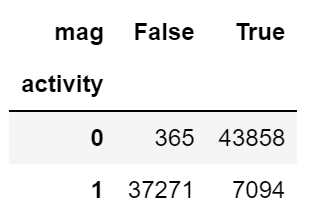 mag False True
activity
0 365 43858
1 37271 7094